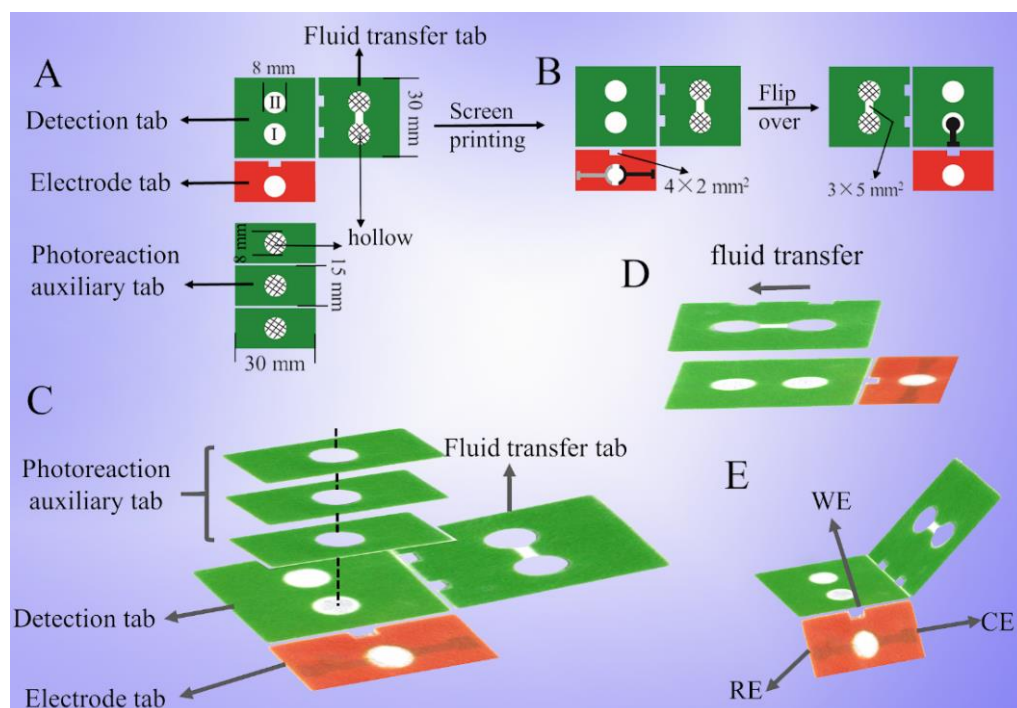 A
Fluid transfer tab
8 mm
II
I
30 mm
Detection tab
Electrode tab
hollow
8 mm
Photoreaction
auxiliary tab
15 mm
30 mm
Screen
printing
B
Flip
over
4×2 mm²
3×5 mm²
D
fluid transfer
C
Photoreaction
auxiliary tab
Fluid transfer tab
Detection tab
Electrode tab
E
WE
CE
RE